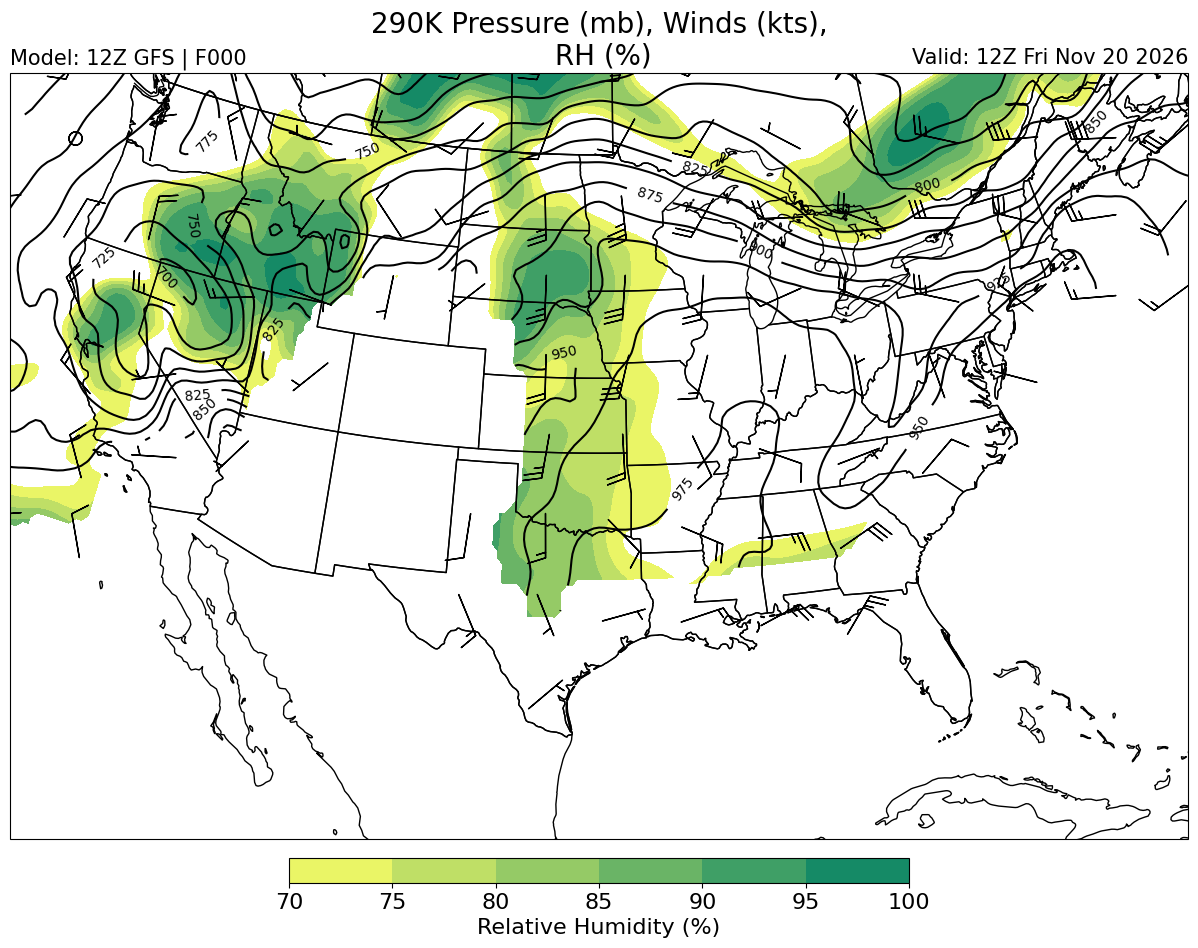 290K Pressure (mb), Winds (kts),
RH (%)
Model: 12Z GFS | F000
Valid: 12Z Fri Nov 20 2026
775
750
850
825
800
875
750
900
725
700
925
825
950
825
850
950
975
70 75 80 85 90 95 100
Relative Humidity (%)